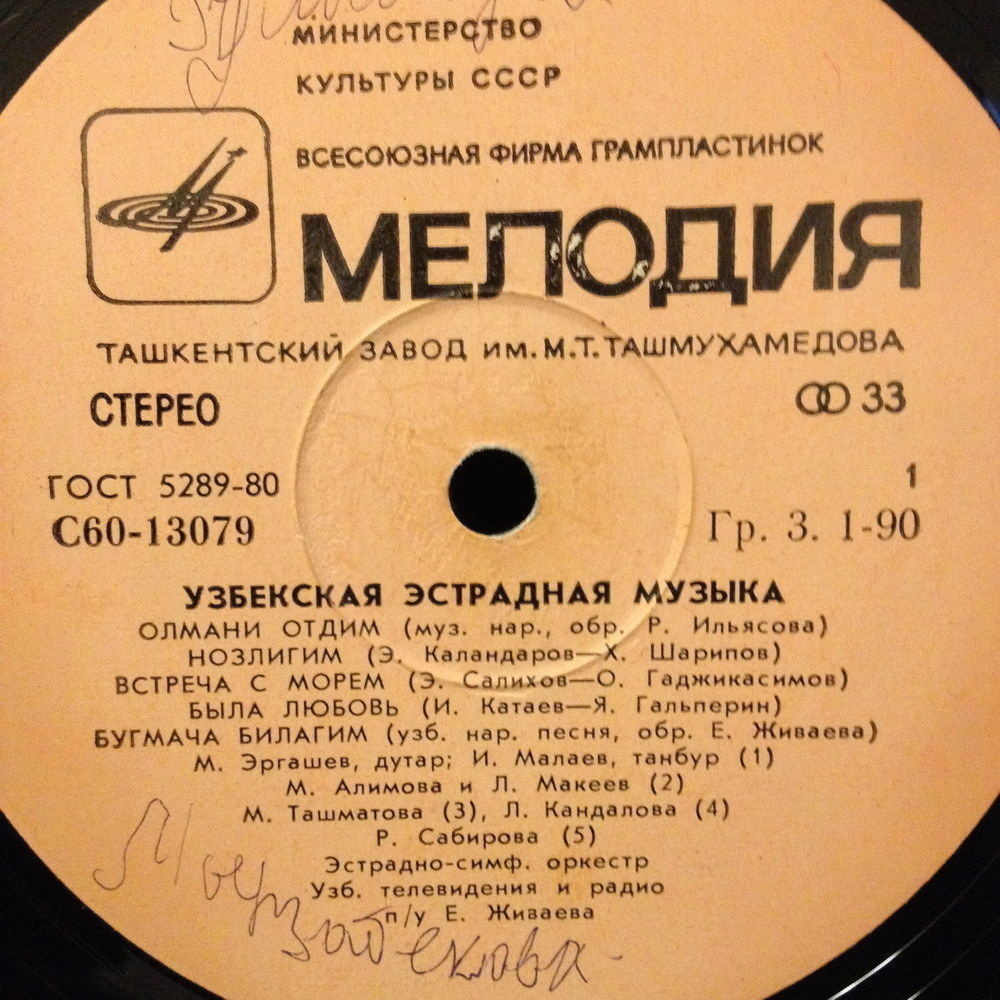 МИНИСТЕРСТВО
КУЛЬТУРЫ СССР
ВСЕСОЮЗНАЯ ФИРМА ГРАМПЛАСТИНОК
МЕЛОДИЯ
ТАШКЕНТСКИЙ ЗАВОД ИМ. М.Т. ТАШМУХАМЕДОВА
СТЕРЕО 33
ГОСТ 5289-80 1
С60-13079 Гр. 3. 1-90
УЗБЕКСКАЯ ЭСТРАДНАЯ МУЗЫКА
ОЛМАНИ ОТДИМ (муз. нар., обр. Р. Ильясова)
НОЗЛИГИМ (Э. Каландаров—Х. Шарипов)
ВСТРЕЧА С МОРЕМ (Э. Салихов—О. Гаджикасимов)
БЫЛА ЛЮБОВЬ (И. Катаев—Я. Гальперин)
БУГМАЧА БИЛАГИМ (узб. нар. песня, обр. Е. Живаева)
М. Эргашев, дутар; И. Малаев, танбур (1)
М. Алимова и Л. Макеев (2)
М. Ташматова (3), Л. Кандалова (4)
Р. Сабирова (5)
Эстрадно-симф. оркестр
Узб. телевидения и радио
п/у Е. Живаева